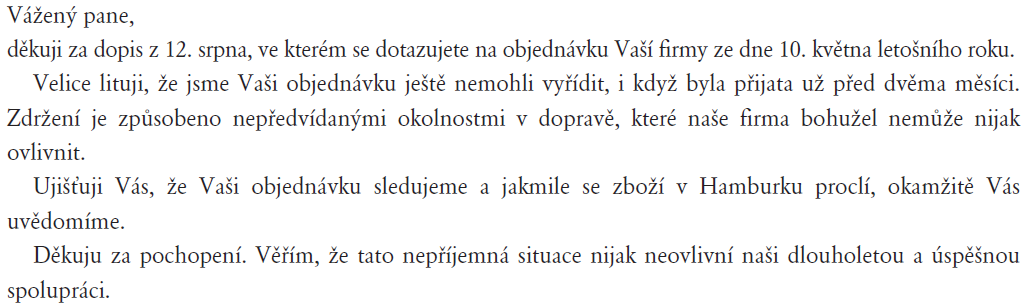 Vážený pane,
děkuji za dopis z 12. srpna, ve kterém se dotazujete na objednávku Vaší firmy ze dne 10. května letošního roku.
Velice lituji, že jsme Vaši objednávku ještě nemohli vyřídit, i když byla přijata už před dvěma měsíci.
Zdržení je způsobeno nepředvídanými okolnostmi v dopravě, které naše firma bohužel nemůže nijak
ovlivnit.
Ujišťuji Vás, že Vaši objednávku sledujeme a jakmile se zboží v Hamburku proclí, okamžitě Vás
uvědomíme.
Děkuju za pochopení. Věřím, že tato nepříjemná situace nijak neovlivní naši dlouholetou a úspěšnou
spolupráci.